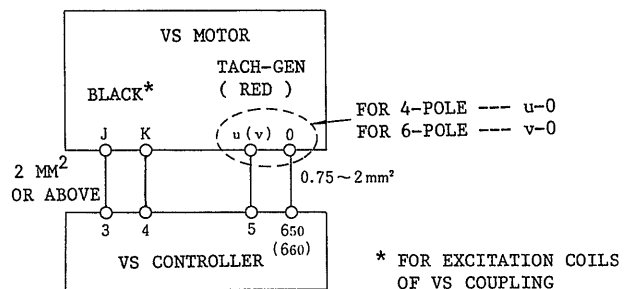 VS MOTOR
TACH-GEN
( RED )
BLACK*
FOR 4-POLE --- u-0
FOR 6-POLE --- v-0
J K u(v) 0
2 MM²
OR ABOVE
0.75～2mm²
3 4 5 650
(660)
VS CONTROLLER
* FOR EXCITATION COILS
OF VS COUPLING